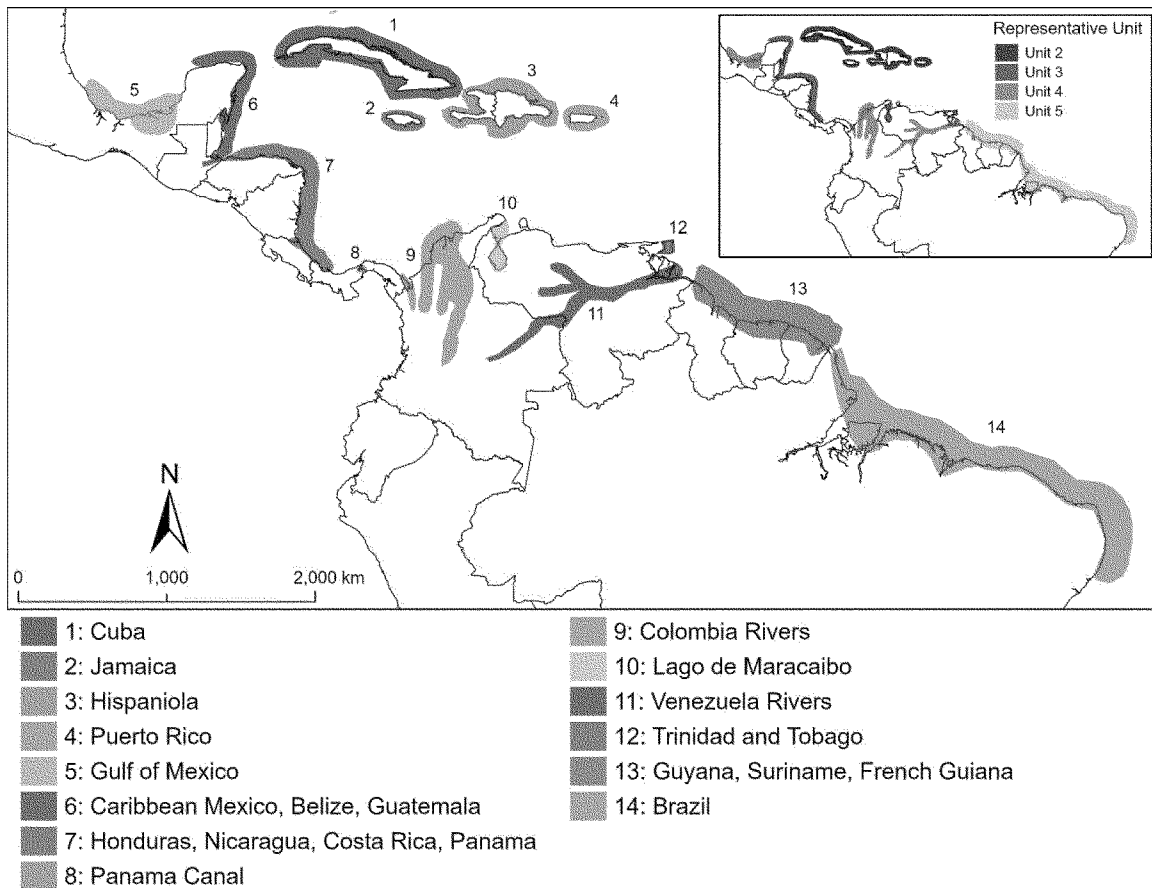 1
2
3
4
5
6
7
8
9
10
11
12
13
14
Representative Unit
Unit 2
Unit 3
Unit 4
Unit 5
N
0 1,000 2,000 km
1: Cuba
2: Jamaica
3: Hispaniola
4: Puerto Rico
5: Gulf of Mexico
6: Caribbean Mexico, Belize, Guatemala
7: Honduras, Nicaragua, Costa Rica, Panama
8: Panama Canal
9: Colombia Rivers
10: Lago de Maracaibo
11: Venezuela Rivers
12: Trinidad and Tobago
13: Guyana, Suriname, French Guiana
14: Brazil